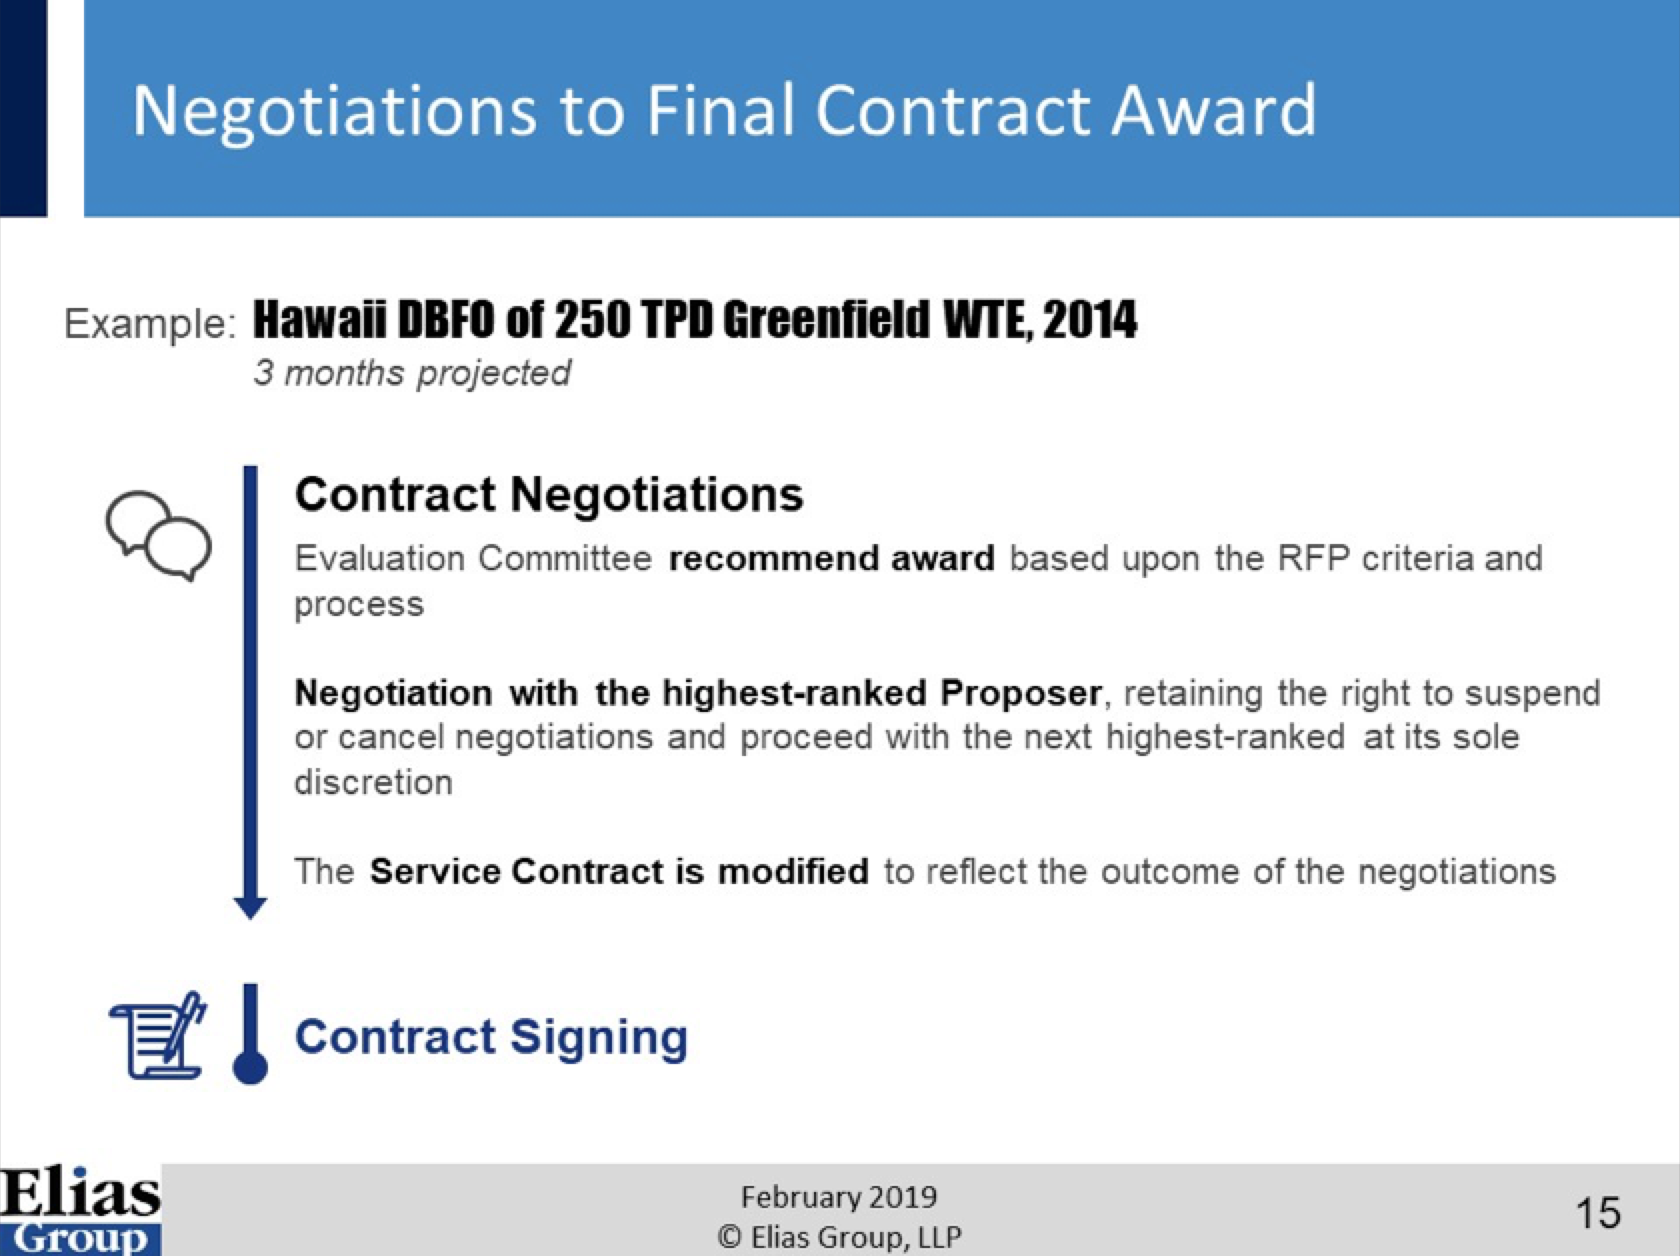 Negotiations to Final Contract Award
Example: Hawaii DBFO of 250 TPD Greenfield WTE, 2014
3 months projected
Contract Negotiations
Evaluation Committee recommend award based upon the RFP criteria and
process
Negotiation with the highest-ranked Proposer, retaining the right to suspend
or cancel negotiations and proceed with the next highest-ranked at its sole
discretion
The Service Contract is modified to reflect the outcome of the negotiations
Contract Signing
Elias
Group
February 2019
© Elias Group, LLP
15